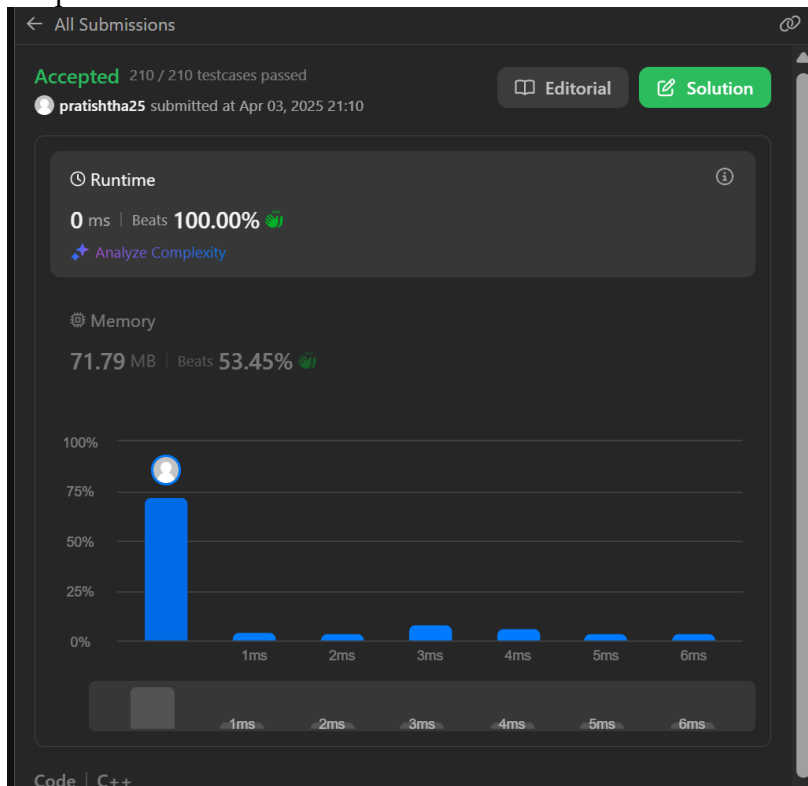 ← All Submissions
Accepted 210 / 210 testcases passed
pratishtha25 submitted at Apr 03, 2025 21:10
Editorial
Solution
Runtime
0 ms | Beats 100.00%
Analyze Complexity
Memory
71.79 MB | Beats 53.45%
100%
75%
50%
25%
0%
1ms 2ms 3ms 4ms 5ms 6ms
1ms 2ms 3ms 4ms 5ms 6ms
Code | C++